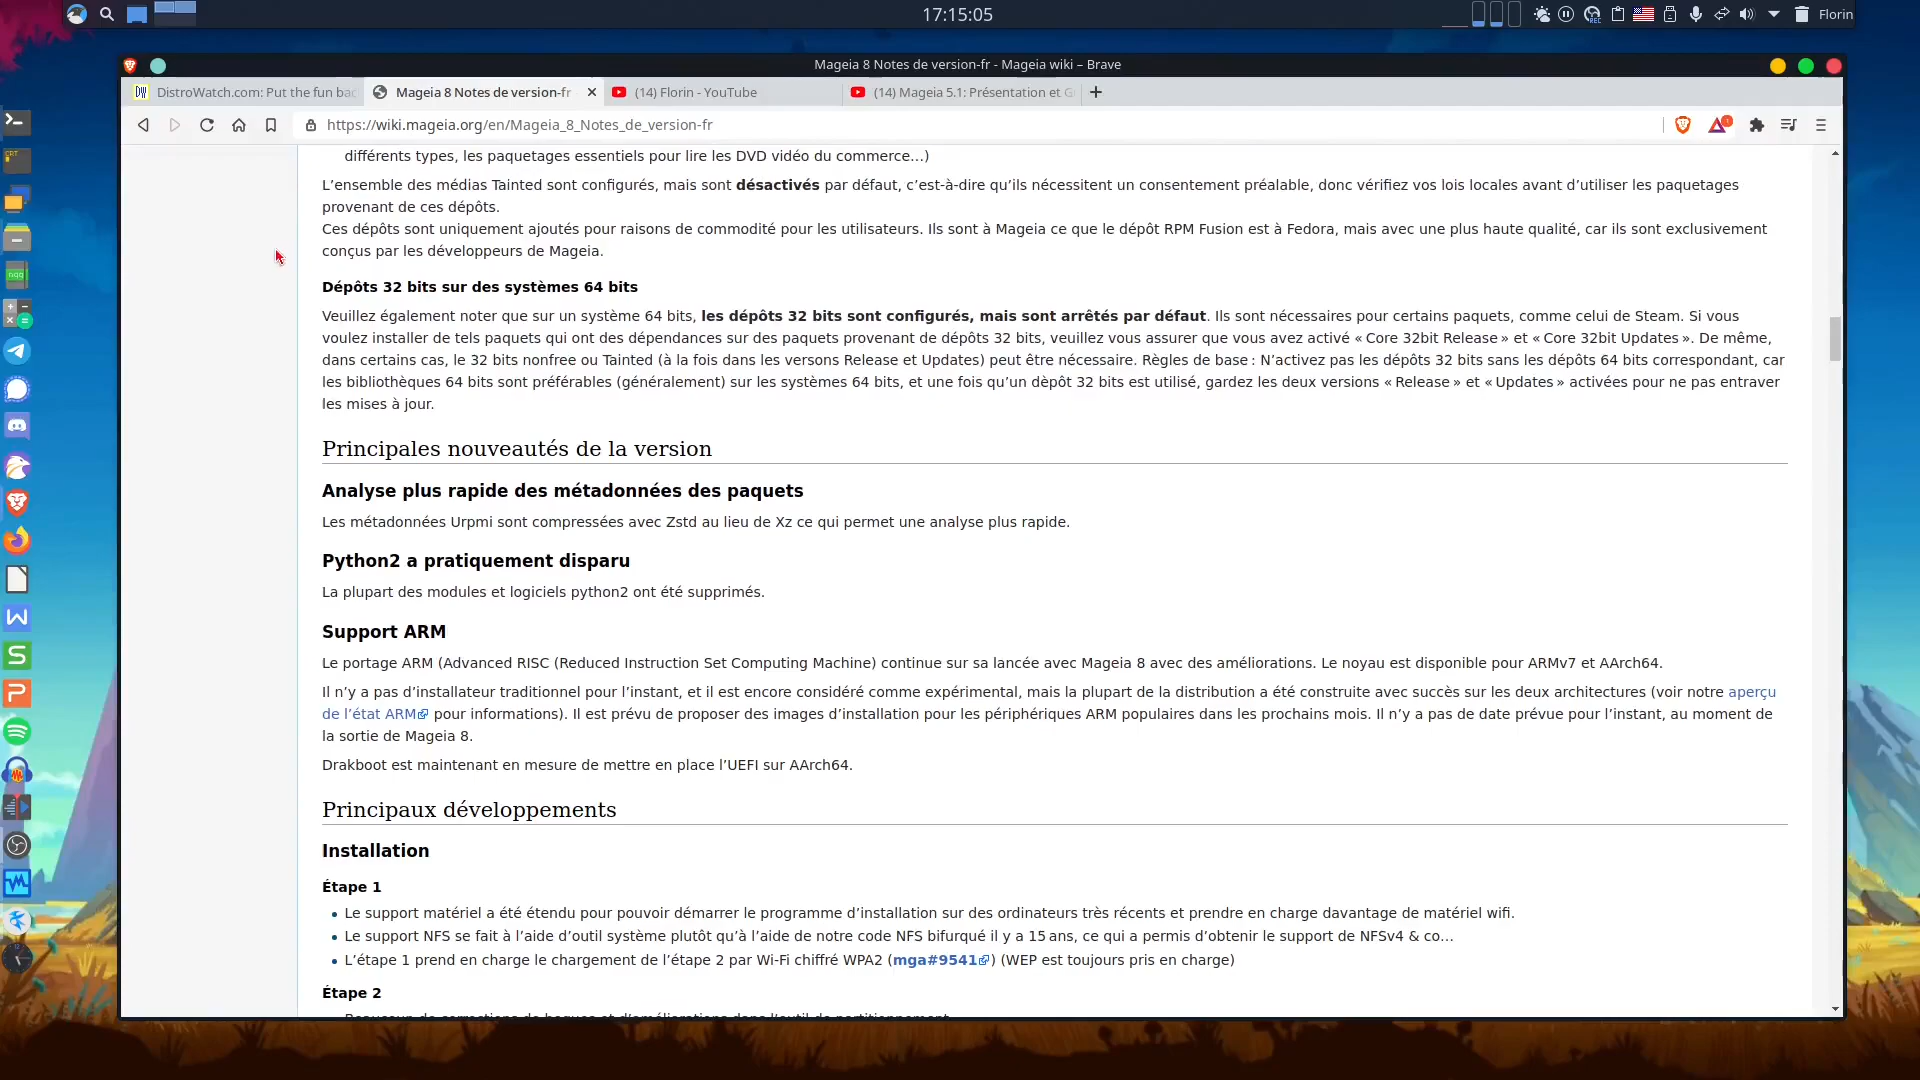 17:15:05
Florin
Mageia 8 Notes de version-fr - Mageia wiki – Brave
DistroWatch.com: Put the fun bac
Mageia 8 Notes de version-fr
(14) Florin - YouTube
(14) Mageia 5.1: Présentation et G
https://wiki.mageia.org/en/Mageia_8_Notes_de_version-fr
différents types, les paquetages essentiels pour lire les DVD vidéo du commerce…)
L’ensemble des médias Tainted sont configurés, mais sont désactivés par défaut, c’est-à-dire qu’ils nécessitent un consentement préalable, donc vérifiez vos lois locales avant d’utiliser les paquetages
provenant de ces dépôts.
Ces dépôts sont uniquement ajoutés pour raisons de commodité pour les utilisateurs. Ils sont à Mageia ce que le dépôt RPM Fusion est à Fedora, mais avec une plus haute qualité, car ils sont exclusivement
conçus par les développeurs de Mageia.
Dépôts 32 bits sur des systèmes 64 bits
Veuillez également noter que sur un système 64 bits, les dépôts 32 bits sont configurés, mais sont arrêtés par défaut. Ils sont nécessaires pour certains paquets, comme celui de Steam. Si vous
voulez installer de tels paquets qui ont des dépendances sur des paquets provenant de dépôts 32 bits, veuillez vous assurer que vous avez activé « Core 32bit Release » et « Core 32bit Updates ». De même,
dans certains cas, le 32 bits nonfree ou Tainted (à la fois dans les versons Release et Updates) peut être nécessaire. Règles de base : N’activez pas les dépôts 32 bits sans les dépôts 64 bits correspondant, car
les bibliothèques 64 bits sont préférables (généralement) sur les systèmes 64 bits, et une fois qu’un dèpôt 32 bits est utilisé, gardez les deux versions « Release » et « Updates » activées pour ne pas entraver
les mises à jour.
Principales nouveautés de la version
Analyse plus rapide des métadonnées des paquets
Les métadonnées Urpmi sont compressées avec Zstd au lieu de Xz ce qui permet une analyse plus rapide.
Python2 a pratiquement disparu
La plupart des modules et logiciels python2 ont été supprimés.
Support ARM
Le portage ARM (Advanced RISC (Reduced Instruction Set Computing Machine) continue sur sa lancée avec Mageia 8 avec des améliorations. Le noyau est disponible pour ARMv7 et AArch64.
Il n’y a pas d’installateur traditionnel pour l’instant, et il est encore considéré comme expérimental, mais la plupart de la distribution a été construite avec succès sur les deux architectures (voir notre aperçu
de l’état ARM pour informations). Il est prévu de proposer des images d’installation pour les périphériques ARM populaires dans les prochains mois. Il n’y a pas de date prévue pour l’instant, au moment de
la sortie de Mageia 8.
Drakboot est maintenant en mesure de mettre en place l’UEFI sur AArch64.
Principaux développements
Installation
Étape 1
Le support matériel a été étendu pour pouvoir démarrer le programme d’installation sur des ordinateurs très récents et prendre en charge davantage de matériel wifi.
Le support NFS se fait à l’aide d’outil système plutôt qu’à l’aide de notre code NFS bifurqué il y a 15 ans, ce qui a permis d’obtenir le support de NFSv4 & co…
L’étape 1 prend en charge le chargement de l’étape 2 par Wi-Fi chiffré WPA2 (mga#9541) (WEP est toujours pris en charge)
Étape 2